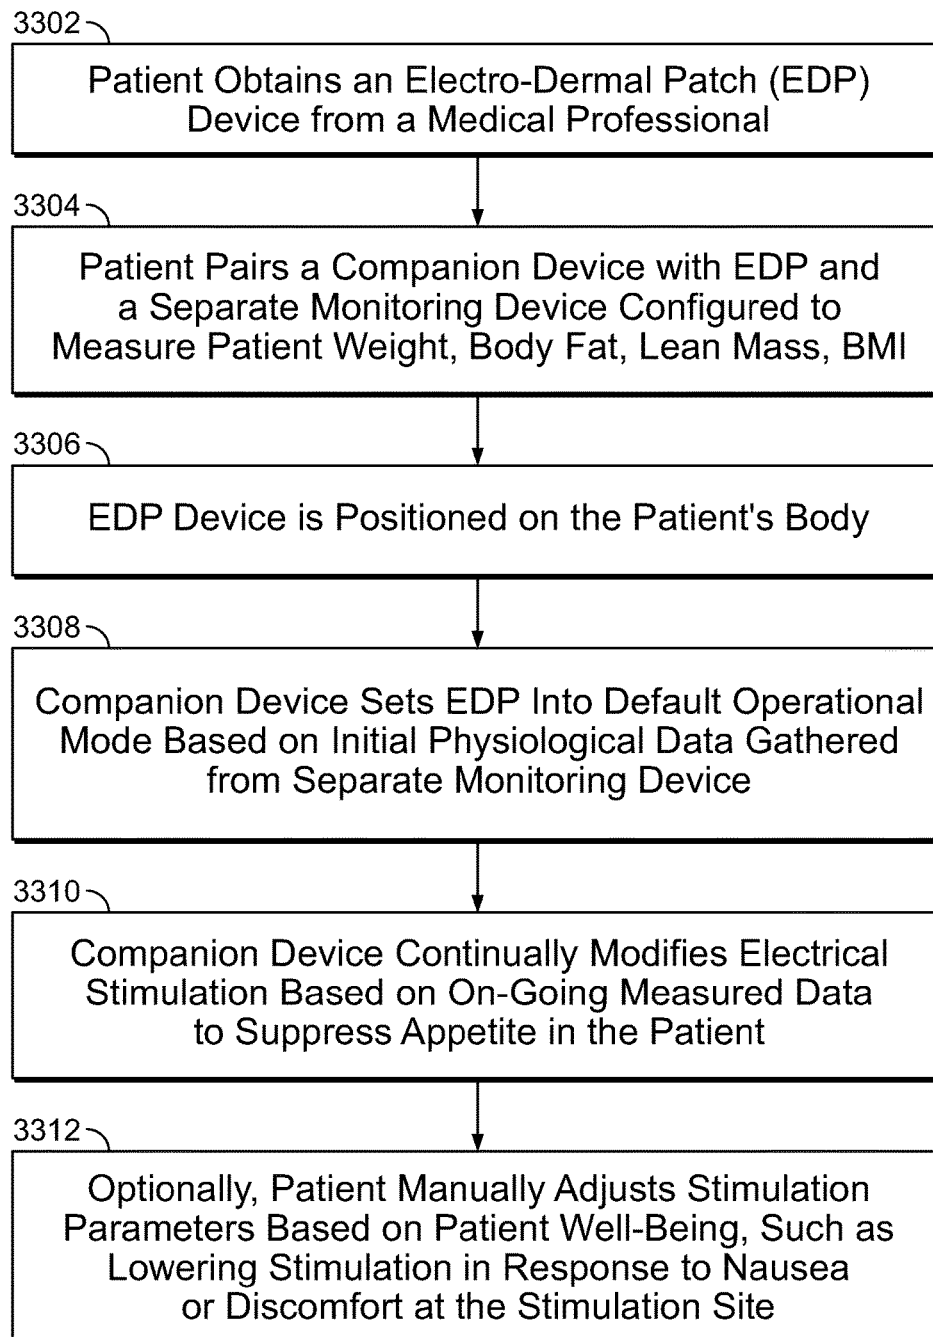 3302
Patient Obtains an Electro-Dermal Patch (EDP)
Device from a Medical Professional
3304
Patient Pairs a Companion Device with EDP and
a Separate Monitoring Device Configured to
Measure Patient Weight, Body Fat, Lean Mass, BMI
3306
EDP Device is Positioned on the Patient's Body
3308
Companion Device Sets EDP Into Default Operational
Mode Based on Initial Physiological Data Gathered
from Separate Monitoring Device
3310
Companion Device Continually Modifies Electrical
Stimulation Based on On-Going Measured Data
to Suppress Appetite in the Patient
3312
Optionally, Patient Manually Adjusts Stimulation
Parameters Based on Patient Well-Being, Such as
Lowering Stimulation in Response to Nausea
or Discomfort at the Stimulation Site